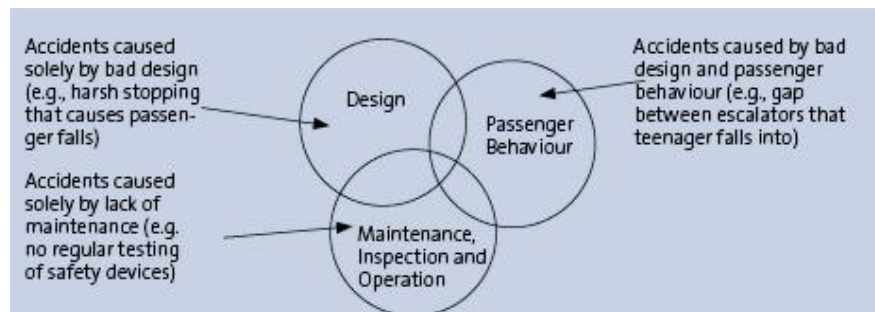 Accidents caused
solely by bad design
(e.g., harsh stopping
that causes passen-
ger falls)
Accidents caused
solely by lack of
maintenance (e.g.
no regular testing
of safety devices)
Design
Passenger
Behaviour
Maintenance,
Inspection and
Operation
Accidents caused by bad
design and passenger
behaviour (e.g., gap
between escalators that
teenager falls into)